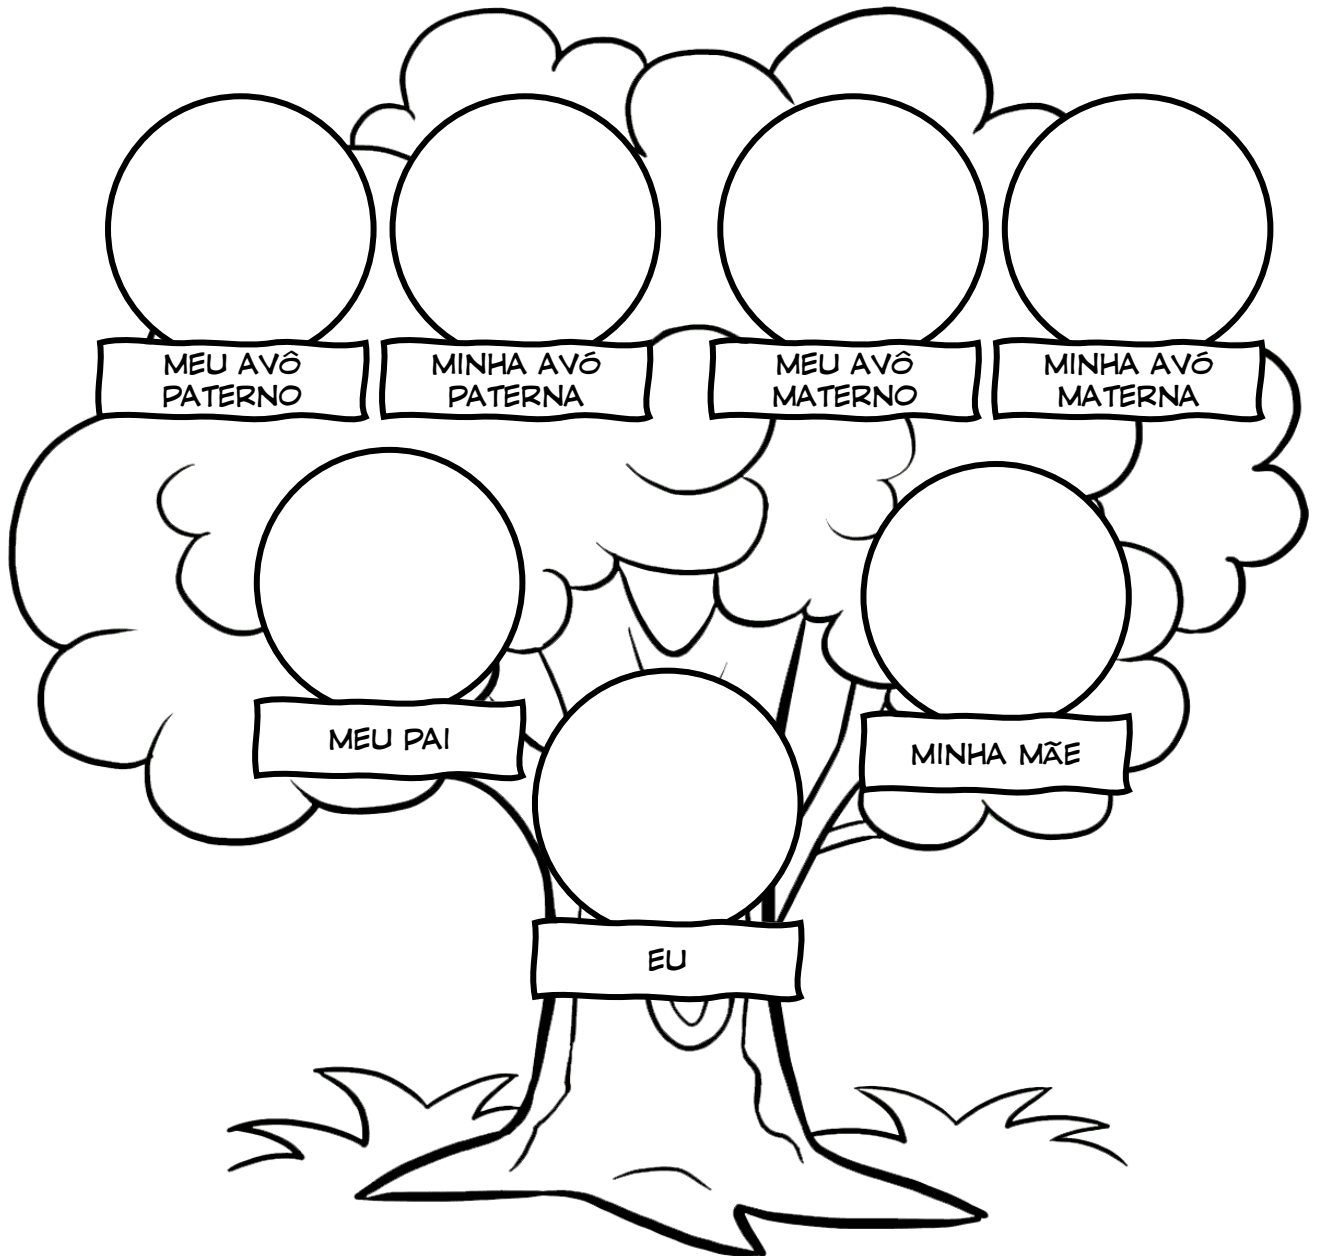 MEU AVÔ
PATERNO
MINHA AVÓ
PATERNA
MEU AVÔ
MATERNO
MINHA AVÓ
MATERNA
MEU PAI
MINHA MÃE
EU